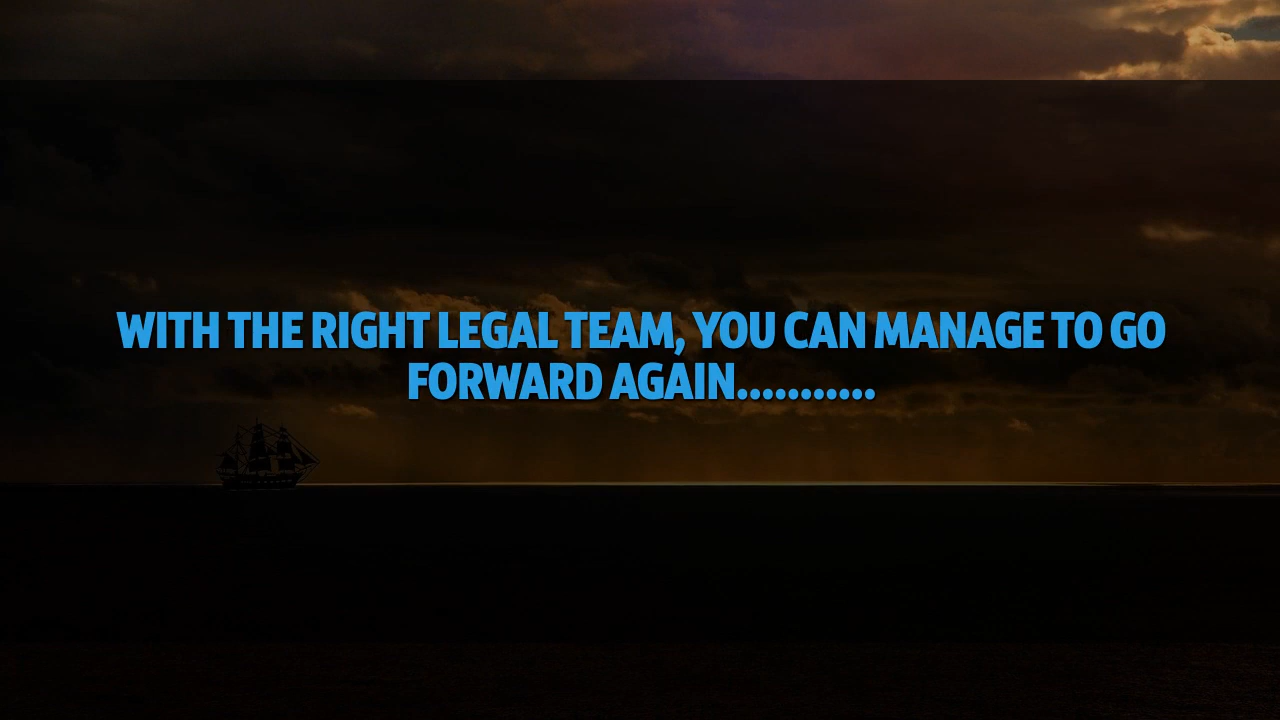 WITH THE RIGHT LEGAL TEAM, YOU CAN MANAGE TO GO
FORWARD AGAIN...........